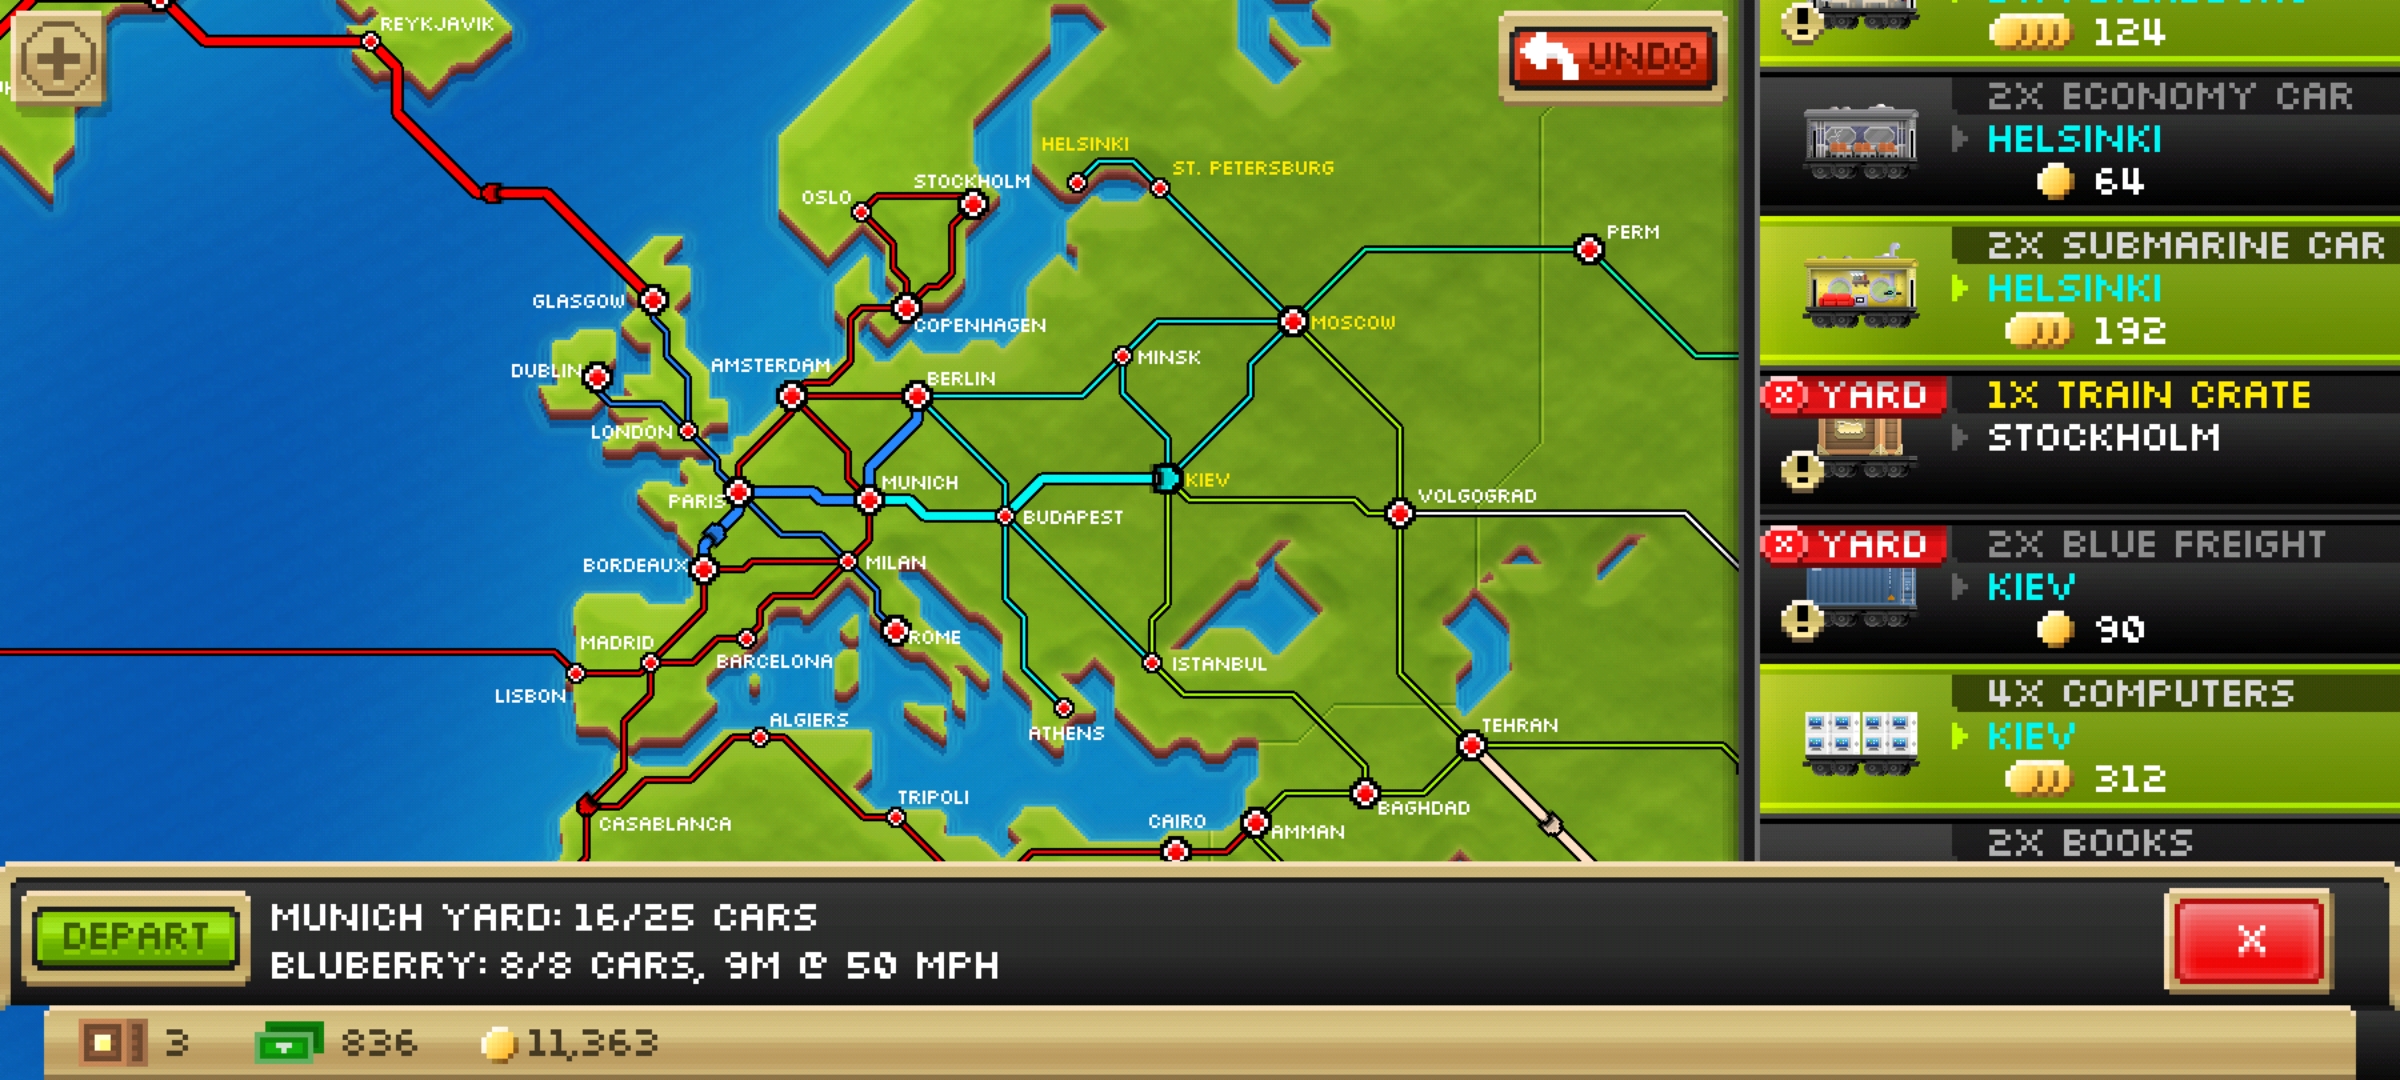 REYKJAVIK
UNDO
HELSINKI
ST. PETERSBURG
STOCKHOLM
OSLO
PERM
GLASGOW
COPENHAGEN
MOSCOW
MINSK
DUBLIN
AMSTERDAM
BERLIN
LONDON
MUNICH
KIEV
PARIS
VOLGOGRAD
BUDAPEST
BORDEAUX
MILAN
MADRID
ROME
BARCELONA
ISTANBUL
LISBON
ALGIERS
ATHENS
TEHRAN
TRIPOLI
BAGHDAD
CASABLANCA
CAIRO
AMMAN
124
2X ECONOMY CAR
HELSINKI
64
2X SUBMARINE CAR
HELSINKI
192
YARD
1X TRAIN CRATE
STOCKHOLM
YARD
2X BLUE FREIGHT
KIEV
90
4X COMPUTERS
KIEV
312
2X BOOKS
DEPART
MUNICH YARD: 16/25 CARS
BLUBERRY: 8/8 CARS, 9M @ 50 MPH
X
3
836
11,363